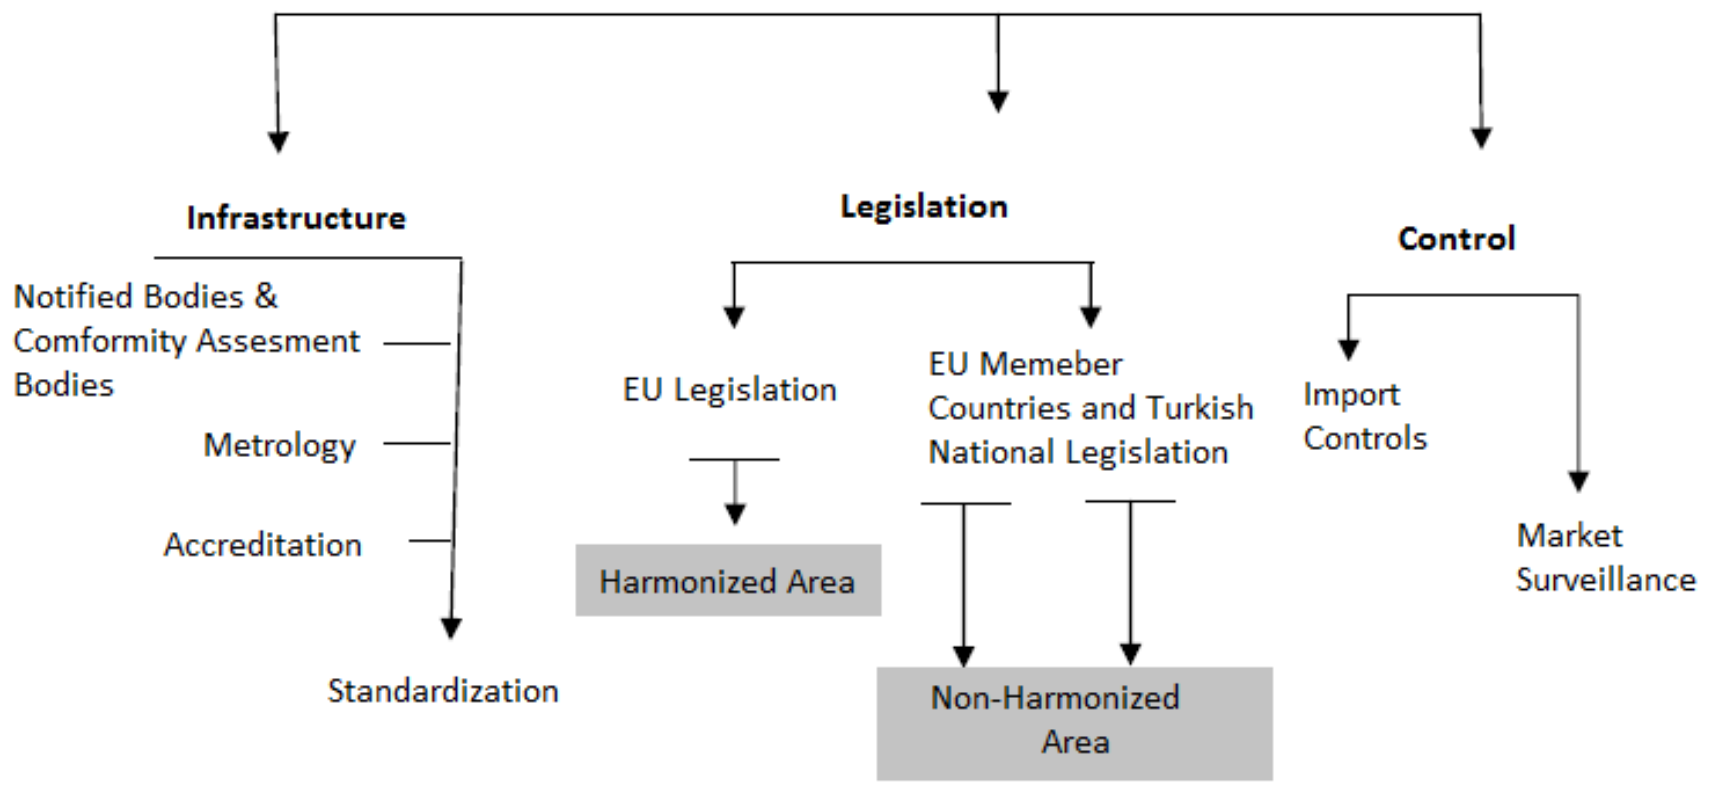 Infrastructure
Notified Bodies &
Comformity Assesment
Bodies
Metrology
Accreditation
Standardization
Legislation
EU Legislation
Harmonized Area
EU Memeber
Countries and Turkish
National Legislation
Non-Harmonized
Area
Control
Import
Controls
Market
Surveillance